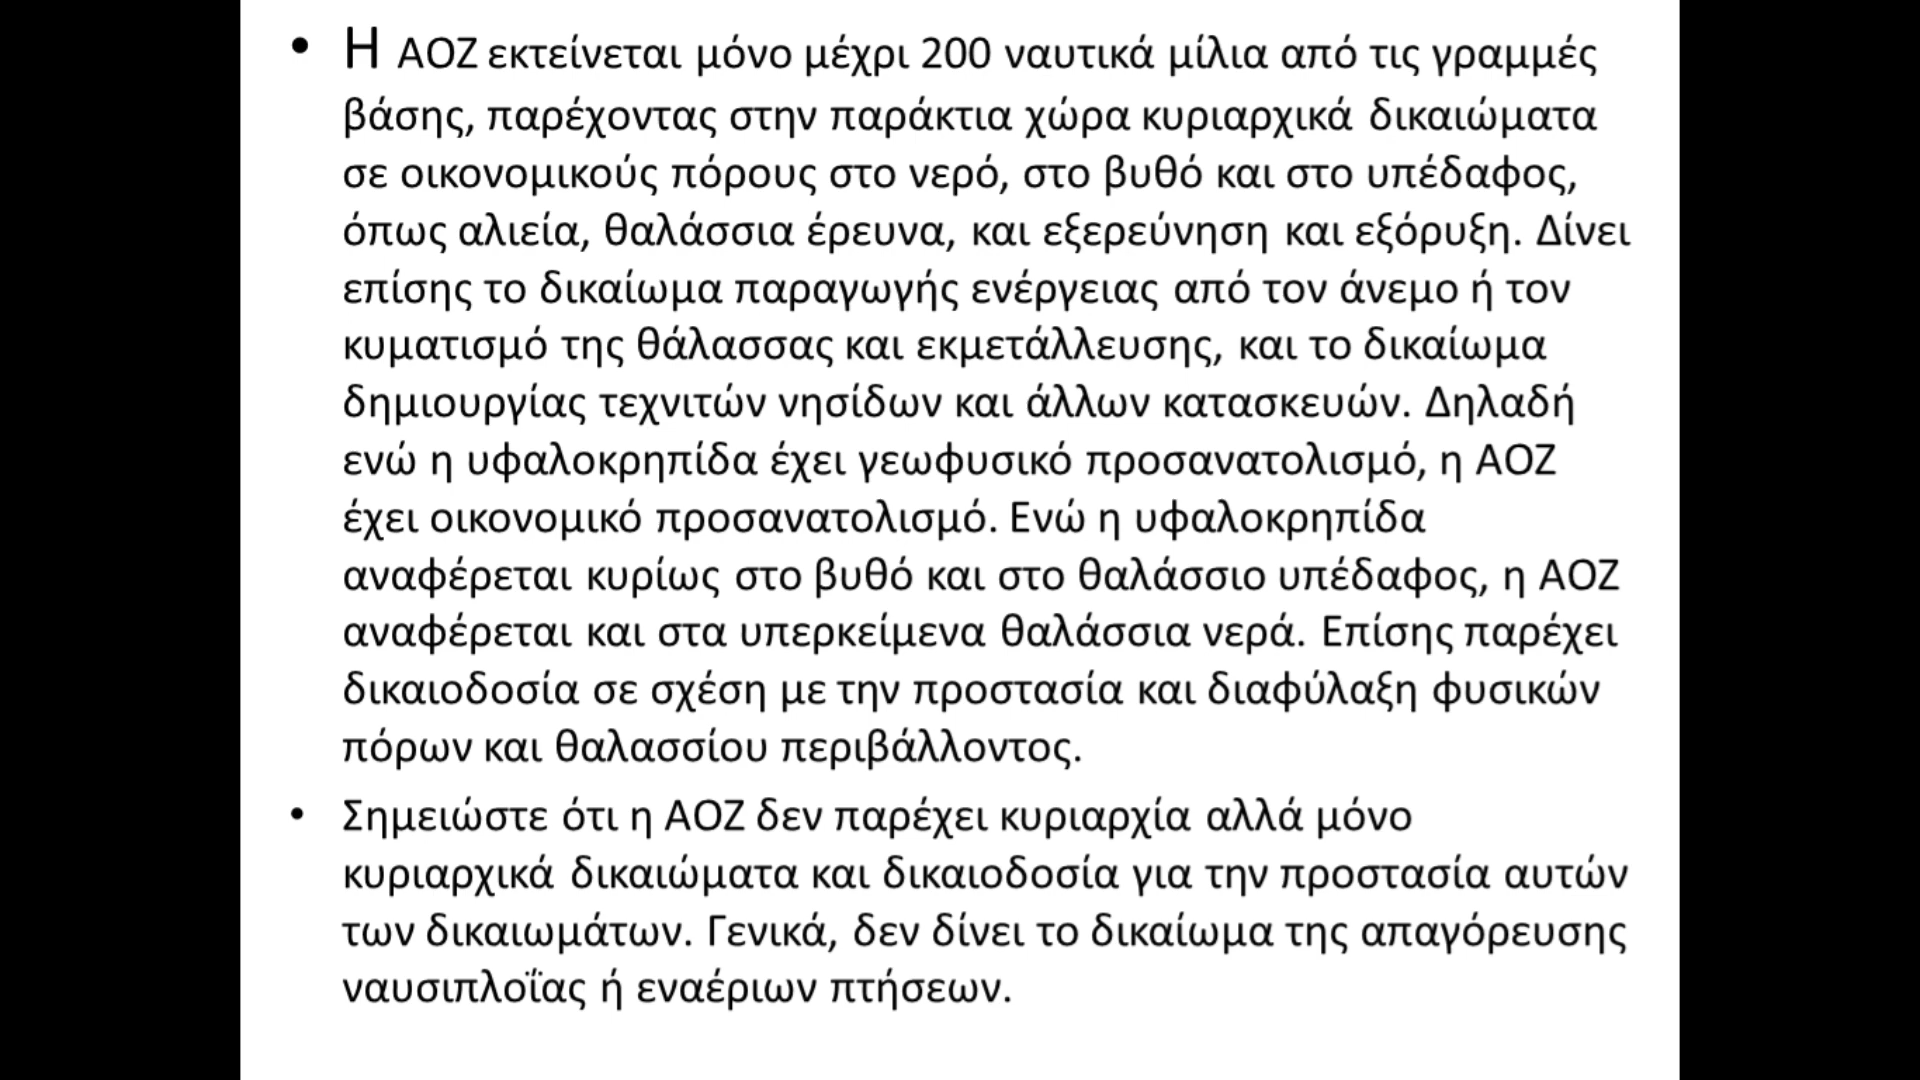 • Η ΑΟΖ εκτείνεται μόνο μέχρι 200 ναυτικά μίλια από τις γραμμές
βάσης, παρέχοντας στην παράκτια χώρα κυριαρχικά δικαιώματα
σε οικονομικούς πόρους στο νερό, στο βυθό και στο υπέδαφος,
όπως αλιεία, θαλάσσια έρευνα, και εξερεύνηση και εξόρυξη. Δίνει
επίσης το δικαίωμα παραγωγής ενέργειας από τον άνεμο ή τον
κυματισμό της θάλασσας και εκμετάλλευσης, και το δικαίωμα
δημιουργίας τεχνιτών νησίδων και άλλων κατασκευών. Δηλαδή
ενώ η υφαλοκρηπίδα έχει γεωφυσικό προσανατολισμό, η ΑΟΖ
έχει οικονομικό προσανατολισμό. Ενώ η υφαλοκρηπίδα
αναφέρεται κυρίως στο βυθό και στο θαλάσσιο υπέδαφος, η ΑΟΖ
αναφέρεται και στα υπερκείμενα θαλάσσια νερά. Επίσης παρέχει
δικαιοδοσία σε σχέση με την προστασία και διαφύλαξη φυσικών
πόρων και θαλασσίου περιβάλλοντος.
• Σημειώστε ότι η ΑΟΖ δεν παρέχει κυριαρχία αλλά μόνο
κυριαρχικά δικαιώματα και δικαιοδοσία για την προστασία αυτών
των δικαιωμάτων. Γενικά, δεν δίνει το δικαίωμα της απαγόρευσης
ναυσιπλοΐας ή εναέριων πτήσεων.